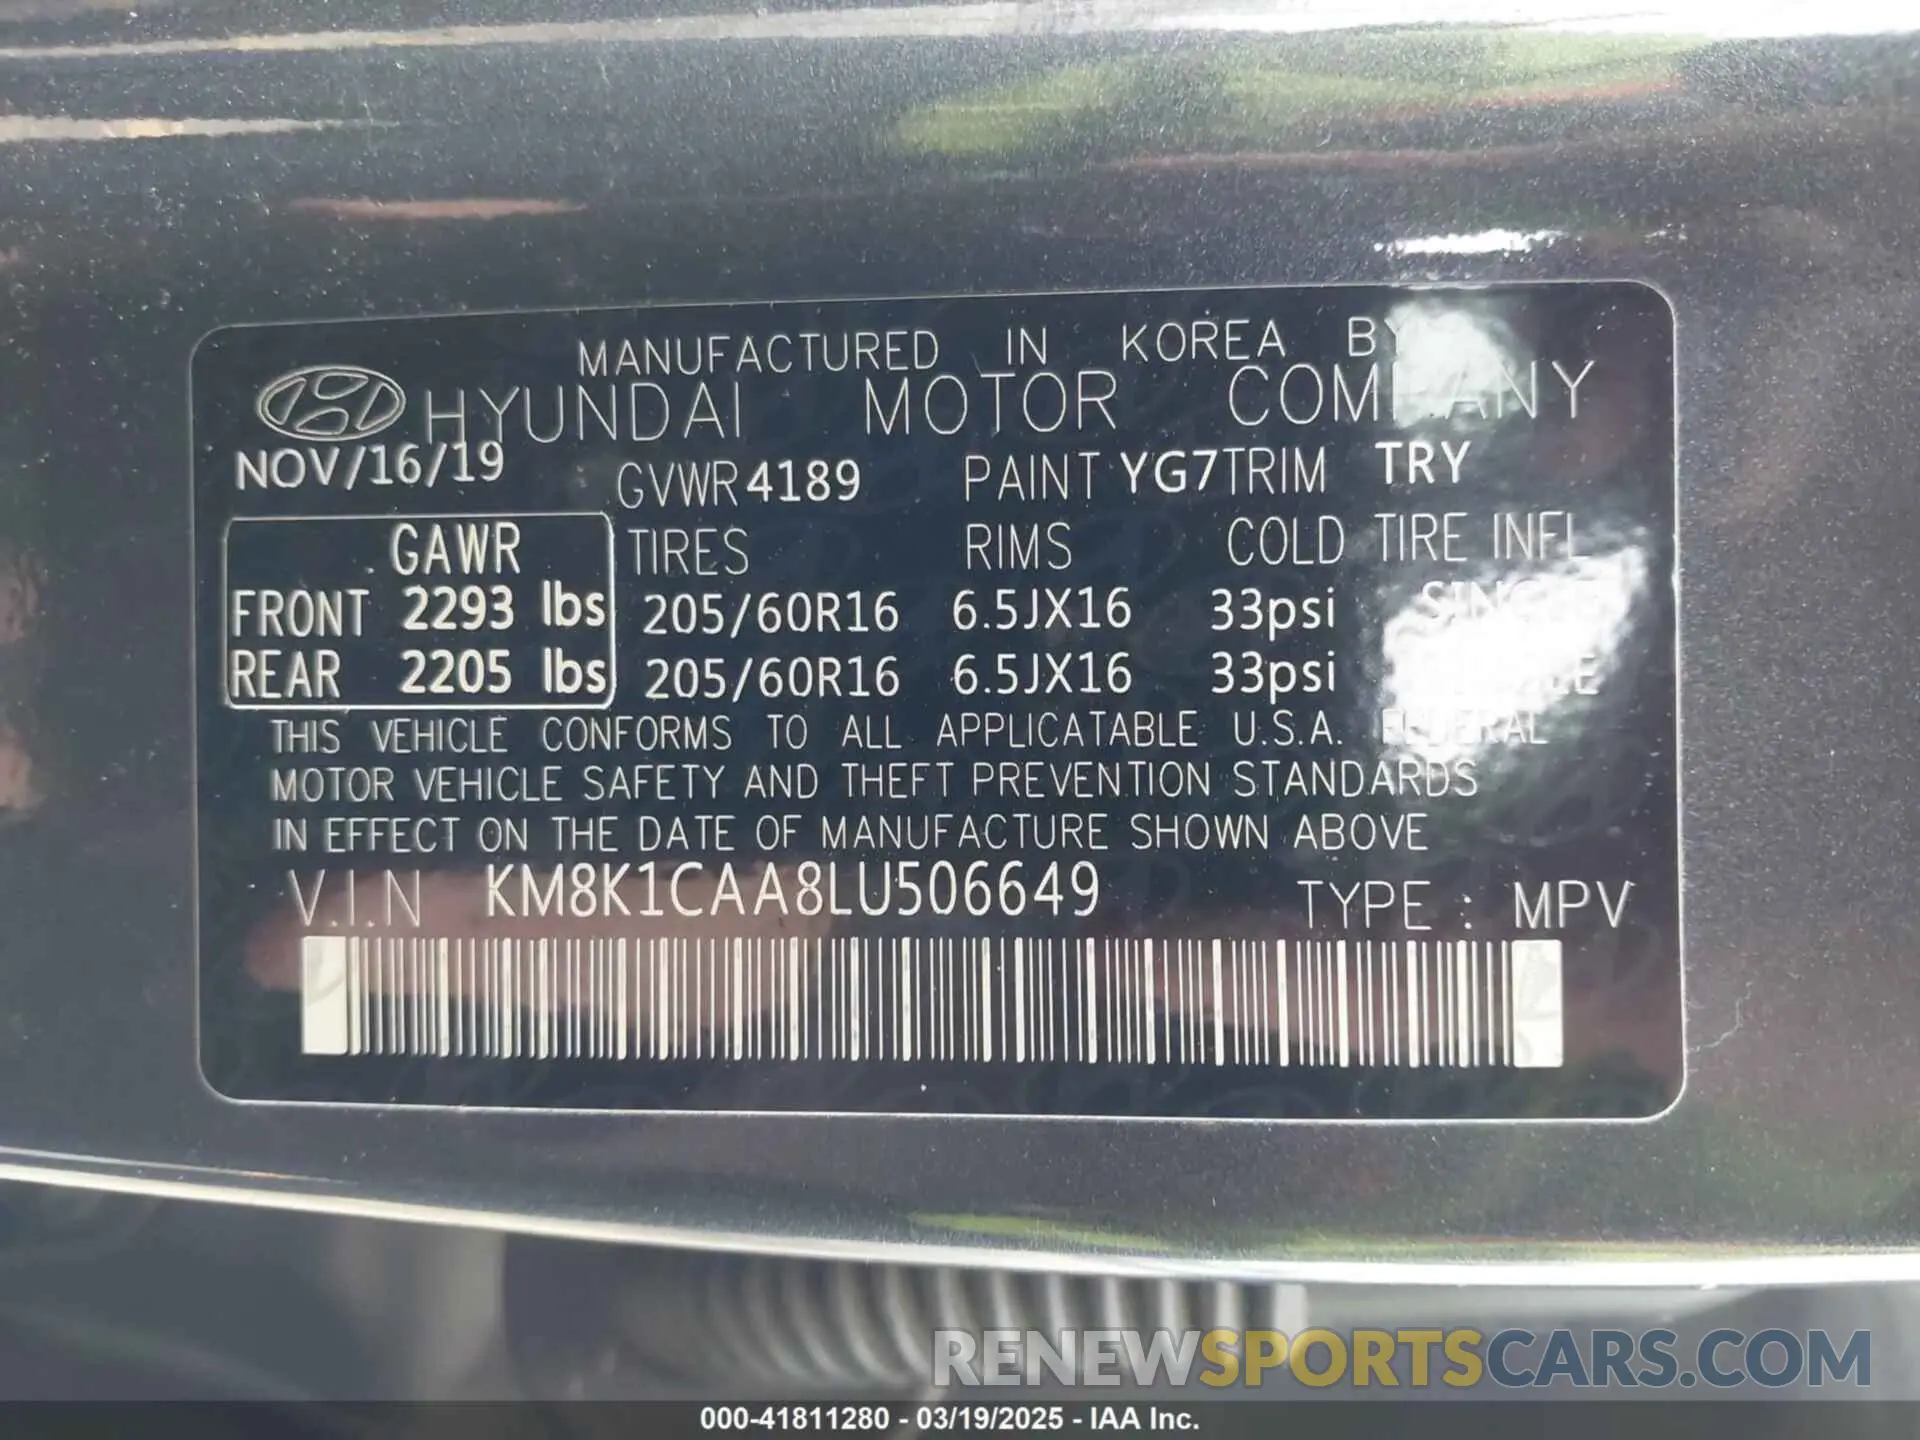 MANUFACTURED IN KOREA BY
HYUNDAI MOTOR COMPANY
NOV/16/19 GVWR 4189 PAINT YG7 TRIM TRY
GAWR TIRES RIMS COLD TIRE INFL
FRONT 2293 lbs 205/60R16 6.5JX16 33psi SINGLE
REAR 2205 lbs 205/60R16 6.5JX16 33psi SINGLE
THIS VEHICLE CONFORMS TO ALL APPLICATABLE U.S.A. FEDERAL
MOTOR VEHICLE SAFETY AND THEFT PREVENTION STANDARDS
IN EFFECT ON THE DATE OF MANUFACTURE SHOWN ABOVE
V.I.N KM8K1CAA8LU506649 TYPE : MPV
RENEWSPORTSCARS.COM
000-41811280 - 03/19/2025 - IAA Inc.